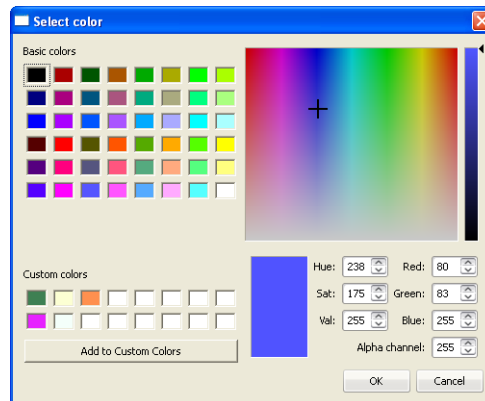 Select color
Basic colors
Custom colors
Add to Custom Colors
Hue: 238 Red: 80
Sat: 175 Green: 83
Val: 255 Blue: 255
Alpha channel: 255
OK Cancel